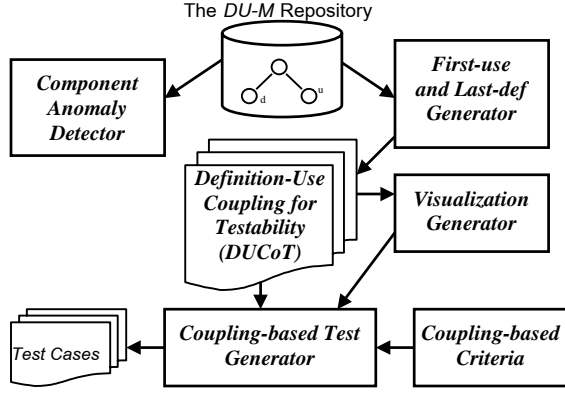 The DU-M Repository
d
u
Component
Anomaly
Detector
First-use
and Last-def
Generator
Definition-Use
Coupling for
Testability
(DUCoT)
Visualization
Generator
Test Cases
Coupling-based Test
Generator
Coupling-based
Criteria